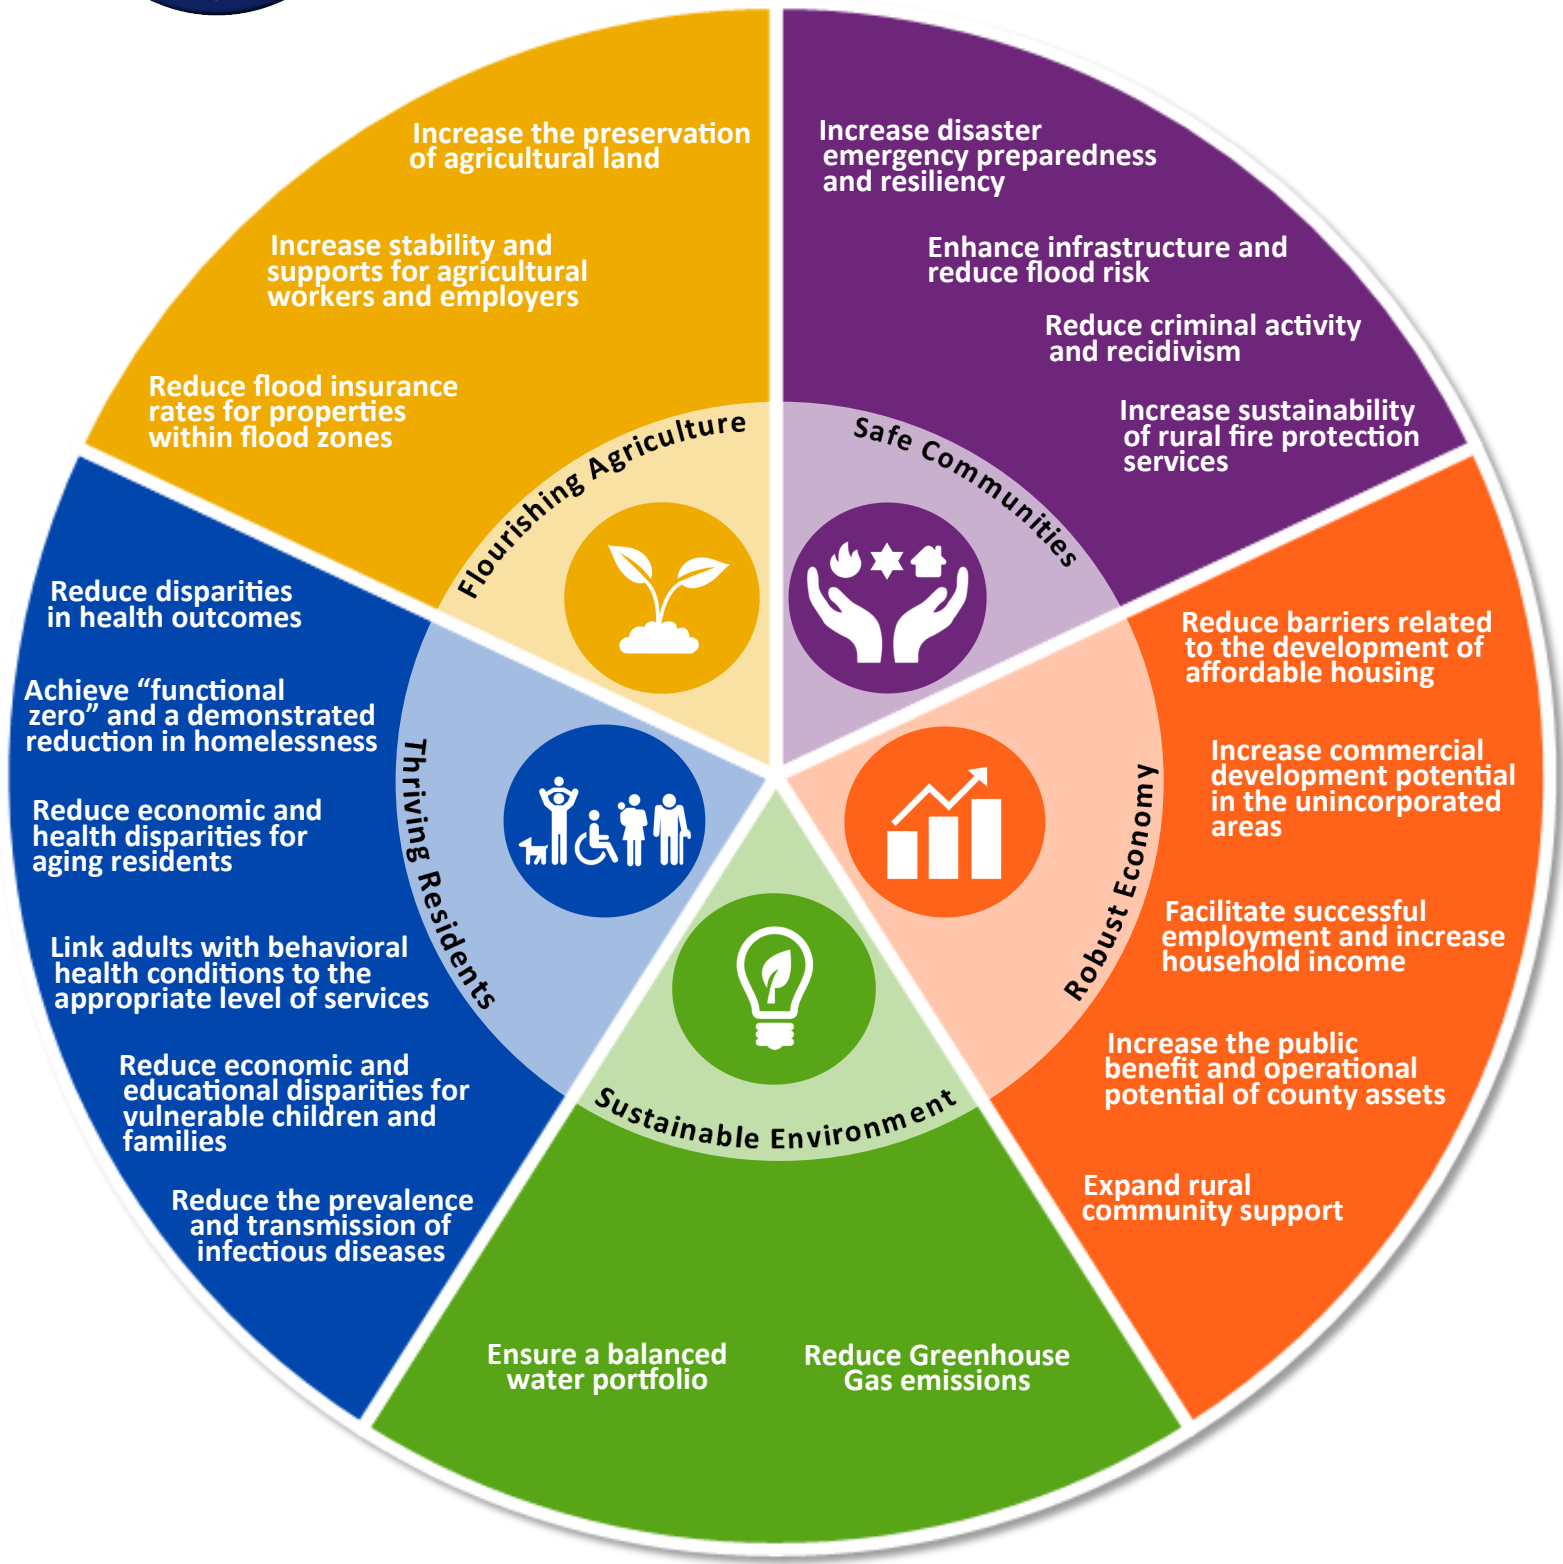 Increase the preservation
of agricultural land
Increase stability and
supports for agricultural
workers and employers
Reduce flood insurance
rates for properties
within flood zones
Flourishing Agriculture
Increase disaster
emergency preparedness
and resiliency
Enhance infrastructure and
reduce flood risk
Reduce criminal activity
and recidivism
Increase sustainability
of rural fire protection
services
Safe Communities
Reduce barriers related
to the development of
affordable housing
Increase commercial
development potential
in the unincorporated
areas
Facilitate successful
employment and increase
household income
Increase the public
benefit and operational
potential of county assets
Expand rural
community support
Robust Economy
Sustainable Environment
Ensure a balanced
water portfolio
Reduce Greenhouse
Gas emissions
Reduce disparities
in health outcomes
Achieve “functional
zero” and a demonstrated
reduction in homelessness
Reduce economic and
health disparities for
aging residents
Link adults with behavioral
health conditions to the
appropriate level of services
Reduce economic and
educational disparities for
vulnerable children and
families
Reduce the prevalence
and transmission of
infectious diseases
Thriving Residents